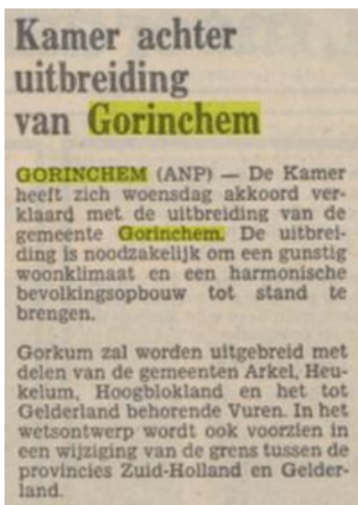 Kamer achter
uitbreiding
van Gorinchem
GORINCHEM (ANP) — De Kamer
heeft zich woensdag akkoord ver-
klaard met de uitbreiding van de
gemeente Gorinchem. De uitbrei-
ding is noodzakelijk om een gunstig
woonklimaat en een harmonische
bevolkingsopbouw tot stand te
brengen.
Gorkum zal worden uitgebreid met
delen van de gemeenten Arkel, Heu-
kelum, Hoogblokland en het tot
Gelderland behorende Vuren. In het
wetsontwerp wordt ook voorzien in
een wijziging van de grens tussen de
provincies Zuid-Holland en Gelder-
land.